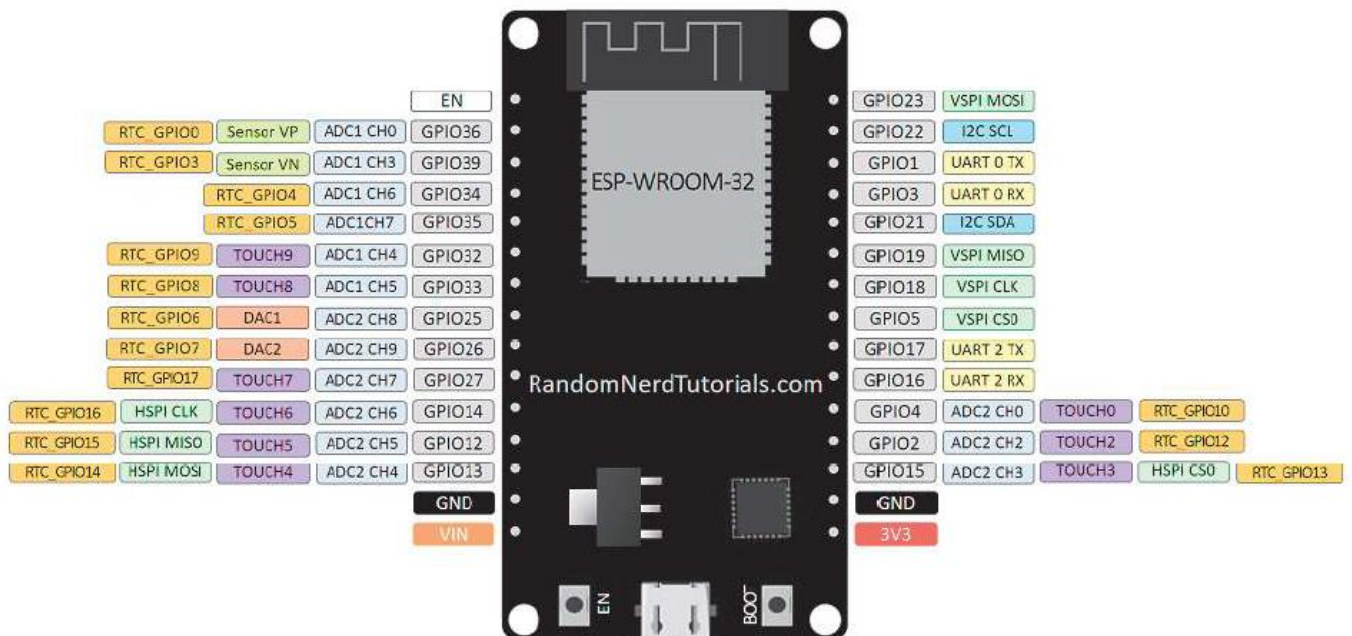 EN GPIO23 VSPI MOSI
RTC_GPIO0 Sensor VP ADC1 CH0 GPIO36 GPIO22 I2C SCL
RTC_GPIO3 Sensor VN ADC1 CH3 GPIO39 GPIO1 UART 0 TX
RTC_GPIO4 ADC1 CH6 GPIO34 ESP-WROOM-32 GPIO3 UART 0 RX
RTC_GPIO5 ADC1CH7 GPIO35 GPIO21 I2C SDA
RTC_GPIO9 TOUCH9 ADC1 CH4 GPIO32 GPIO19 VSPI MISO
RTC_GPIO8 TOUCH8 ADC1 CH5 GPIO33 GPIO18 VSPI CLK
RTC_GPIO6 DAC1 ADC2 CH8 GPIO25 GPIO5 VSPI CS0
RTC_GPIO7 DAC2 ADC2 CH9 GPIO26 GPIO17 UART 2 TX
RTC_GPIO17 TOUCH7 ADC2 CH7 GPIO27 RandomNerdTutorials.com GPIO16 UART 2 RX
RTC_GPIO16 HSPI CLK TOUCH6 ADC2 CH6 GPIO14 GPIO4 ADC2 CH0 TOUCH0 RTC_GPIO10
RTC_GPIO15 HSPI MISO TOUCH5 ADC2 CH5 GPIO12 GPIO2 ADC2 CH2 TOUCH2 RTC_GPIO12
RTC_GPIO14 HSPI MOSI TOUCH4 ADC2 CH4 GPIO13 GPIO15 ADC2 CH3 TOUCH3 HSPI CS0 RTC_GPIO13
GND GND
VIN 3V3
EN BOOT